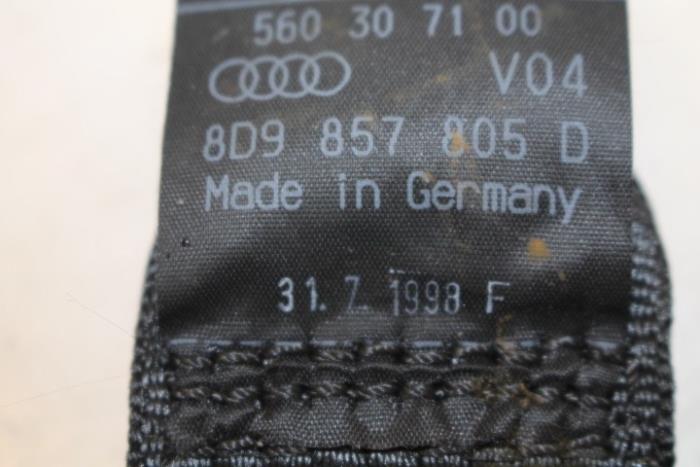 560 30 71 00
V04
8D9 857 805 D
Made in Germany
31. 7. 1998 F